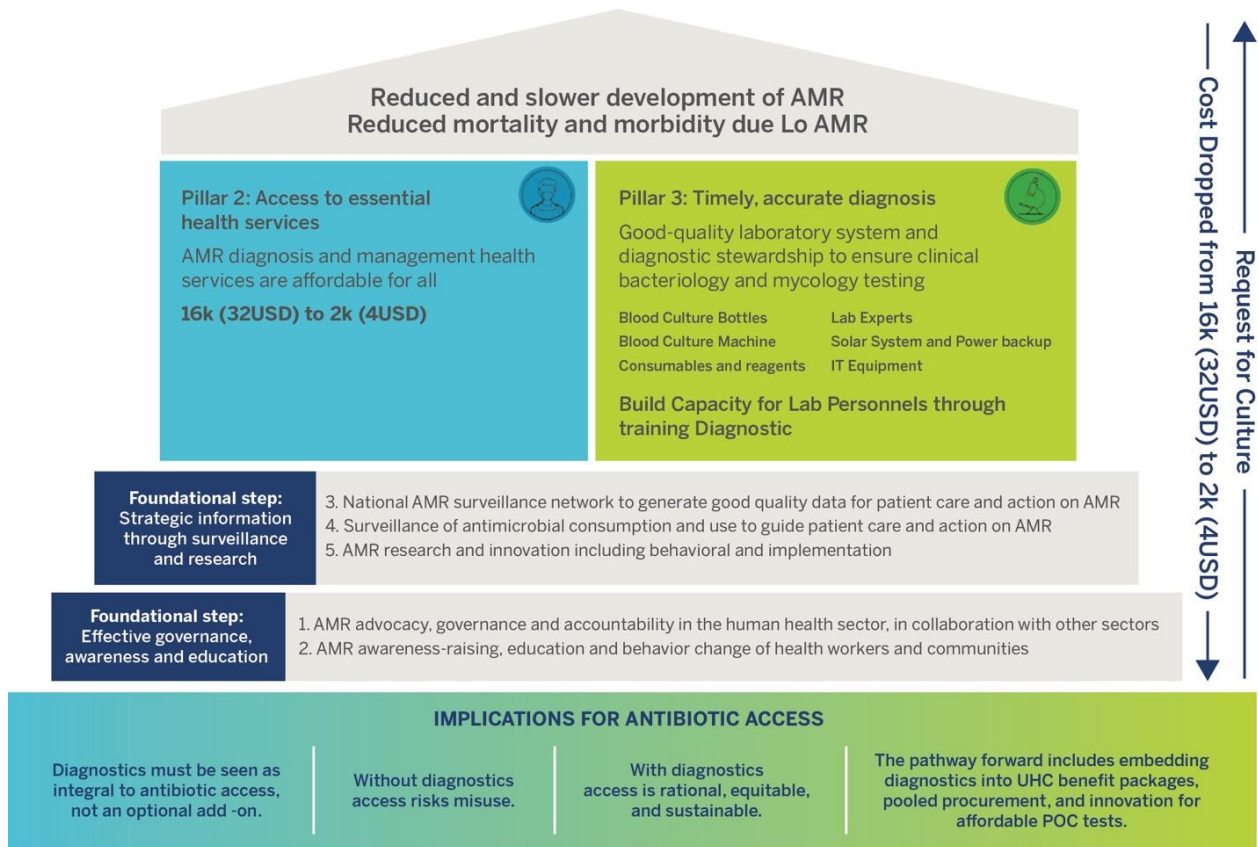 Reduced and slower development of AMR
Reduced mortality and morbidity due Lo AMR
Pillar 2: Access to essential
health services
AMR diagnosis and management health
services are affordable for all
16k (32USD) to 2k (4USD)
Pillar 3: Timely, accurate diagnosis
Good-quality laboratory system and
diagnostic stewardship to ensure clinical
bacteriology and mycology testing
Blood Culture Bottles
Blood Culture Machine
Consumables and reagents
Lab Experts
Solar System and Power backup
IT Equipment
Build Capacity for Lab Personnels through
training Diagnostic
Foundational step:
Strategic information
through surveillance
and research
3. National AMR surveillance network to generate good quality data for patient care and action on AMR
4. Surveillance of antimicrobial consumption and use to guide patient care and action on AMR
5. AMR research and innovation including behavioral and implementation
Foundational step:
Effective governance,
awareness and education
1. AMR advocacy, governance and accountability in the human health sector, in collaboration with other sectors
2. AMR awareness-raising, education and behavior change of health workers and communities
Cost Dropped from 16k (32USD) to 2k (4USD)
Request for Culture
IMPLICATIONS FOR ANTIBIOTIC ACCESS
Diagnostics must be seen as
integral to antibiotic access,
not an optional add -on.
Without diagnostics
access risks misuse.
With diagnostics
access is rational, equitable,
and sustainable.
The pathway forward includes embedding
diagnostics into UHC benefit packages,
pooled procurement, and innovation for
affordable POC tests.